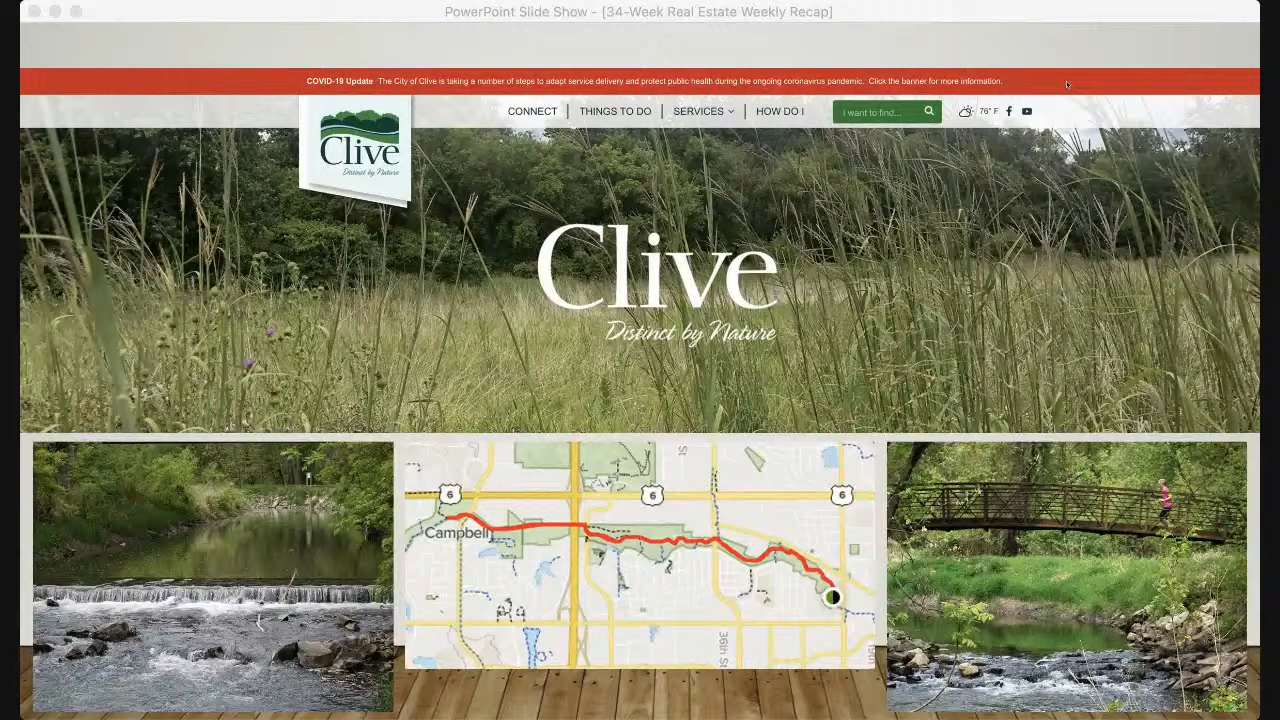 PowerPoint Slide Show - [34-Week Real Estate Weekly Recap]
COVID-19 Update The City of Clive is taking a number of steps to adapt service delivery and protect public health during the ongoing coronavirus pandemic. Click the banner for more information.
CONNECT
THINGS TO DO
SERVICES
HOW DO I
I want to find...
76° F
Clive
Distinct by Nature
Clive
Distinct by Nature
St
6
6
6
Campbell
36th St